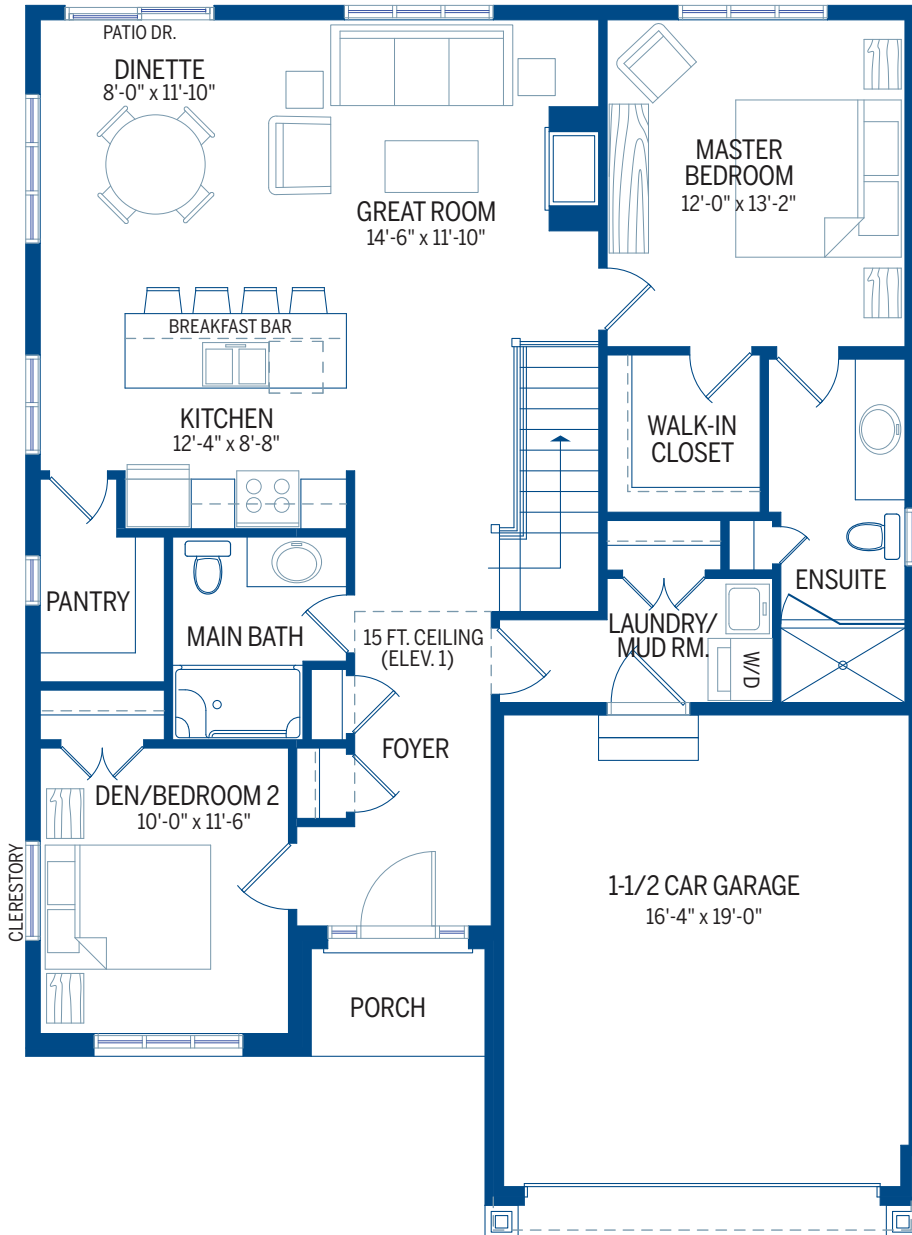 PATIO DR.
DINETTE
8'-0" x 11'-10"
MASTER
BEDROOM
12'-0" x 13'-2"
GREAT ROOM
14'-6" x 11'-10"
BREAKFAST BAR
KITCHEN
12'-4" x 8'-8"
WALK-IN
CLOSET
PANTRY
ENSUITE
MAIN BATH
15 FT. CEILING
(ELEV. 1)
LAUNDRY/
MUD RM.
W/D
FOYER
DEN/BEDROOM 2
10'-0" x 11'-6"
CLERESTORY
1-1/2 CAR GARAGE
16'-4" x 19'-0"
PORCH